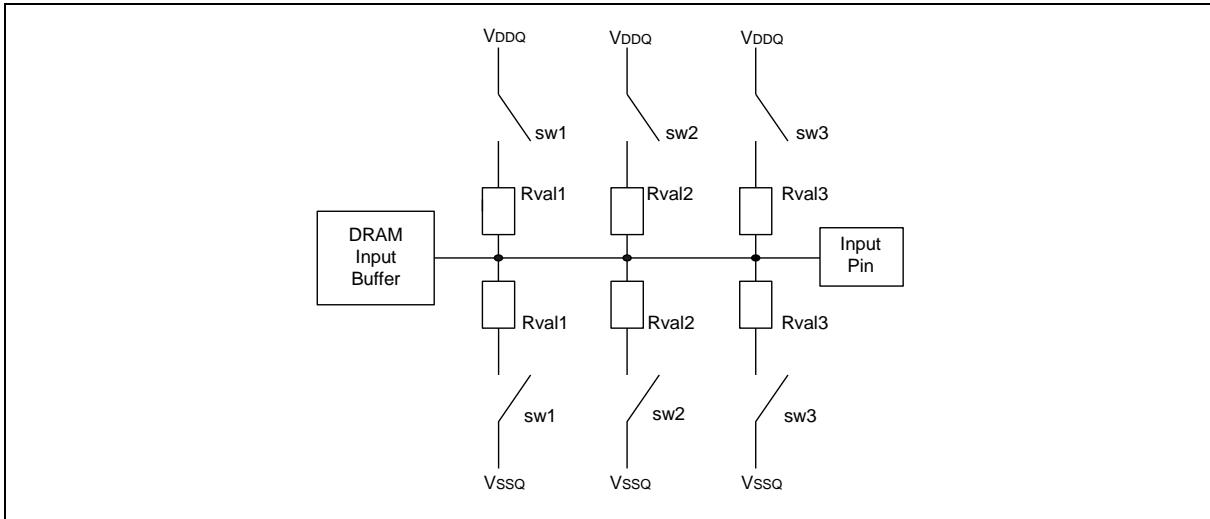 VDDQ VDDQ VDDQ
sw1 sw2 sw3
Rval1 Rval2 Rval3
DRAM
Input
Buffer
Input
Pin
Rval1 Rval2 Rval3
sw1 sw2 sw3
VSSQ VSSQ VSSQ